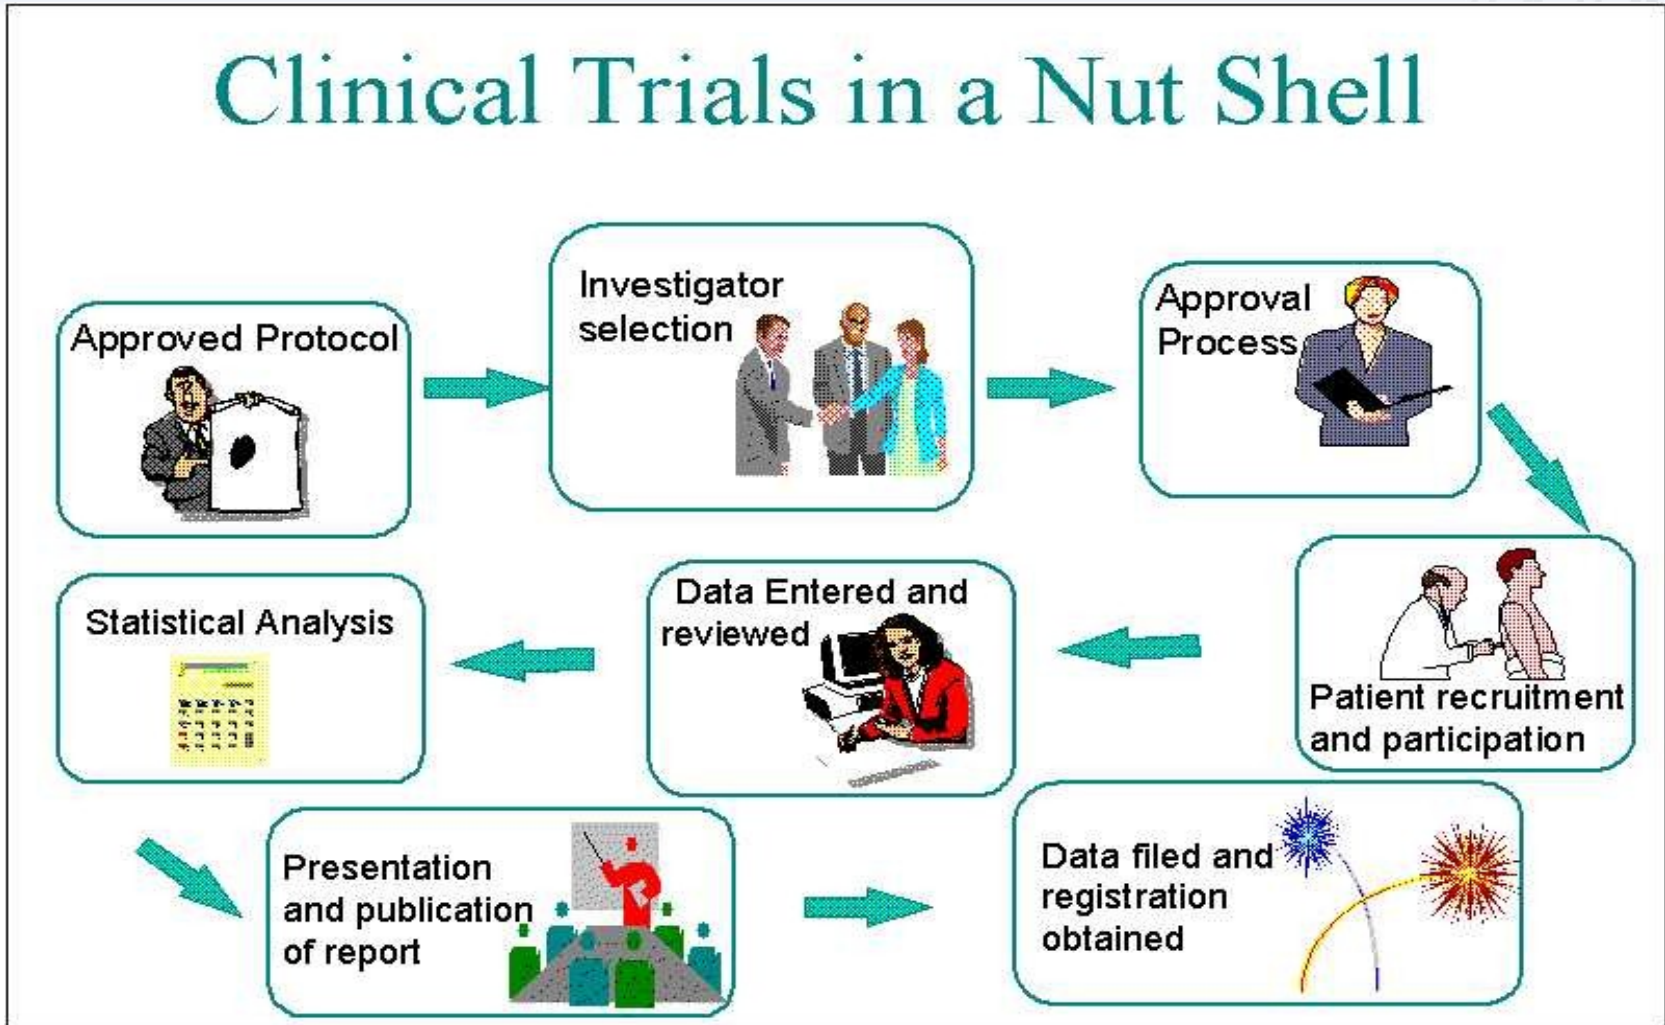 Clinical Trials in a Nut Shell
Approved Protocol
Investigator
selection
Approval
Process
Patient recruitment
and participation
Data Entered and
reviewed
Statistical Analysis
Presentation
and publication
of report
Data filed and
registration
obtained